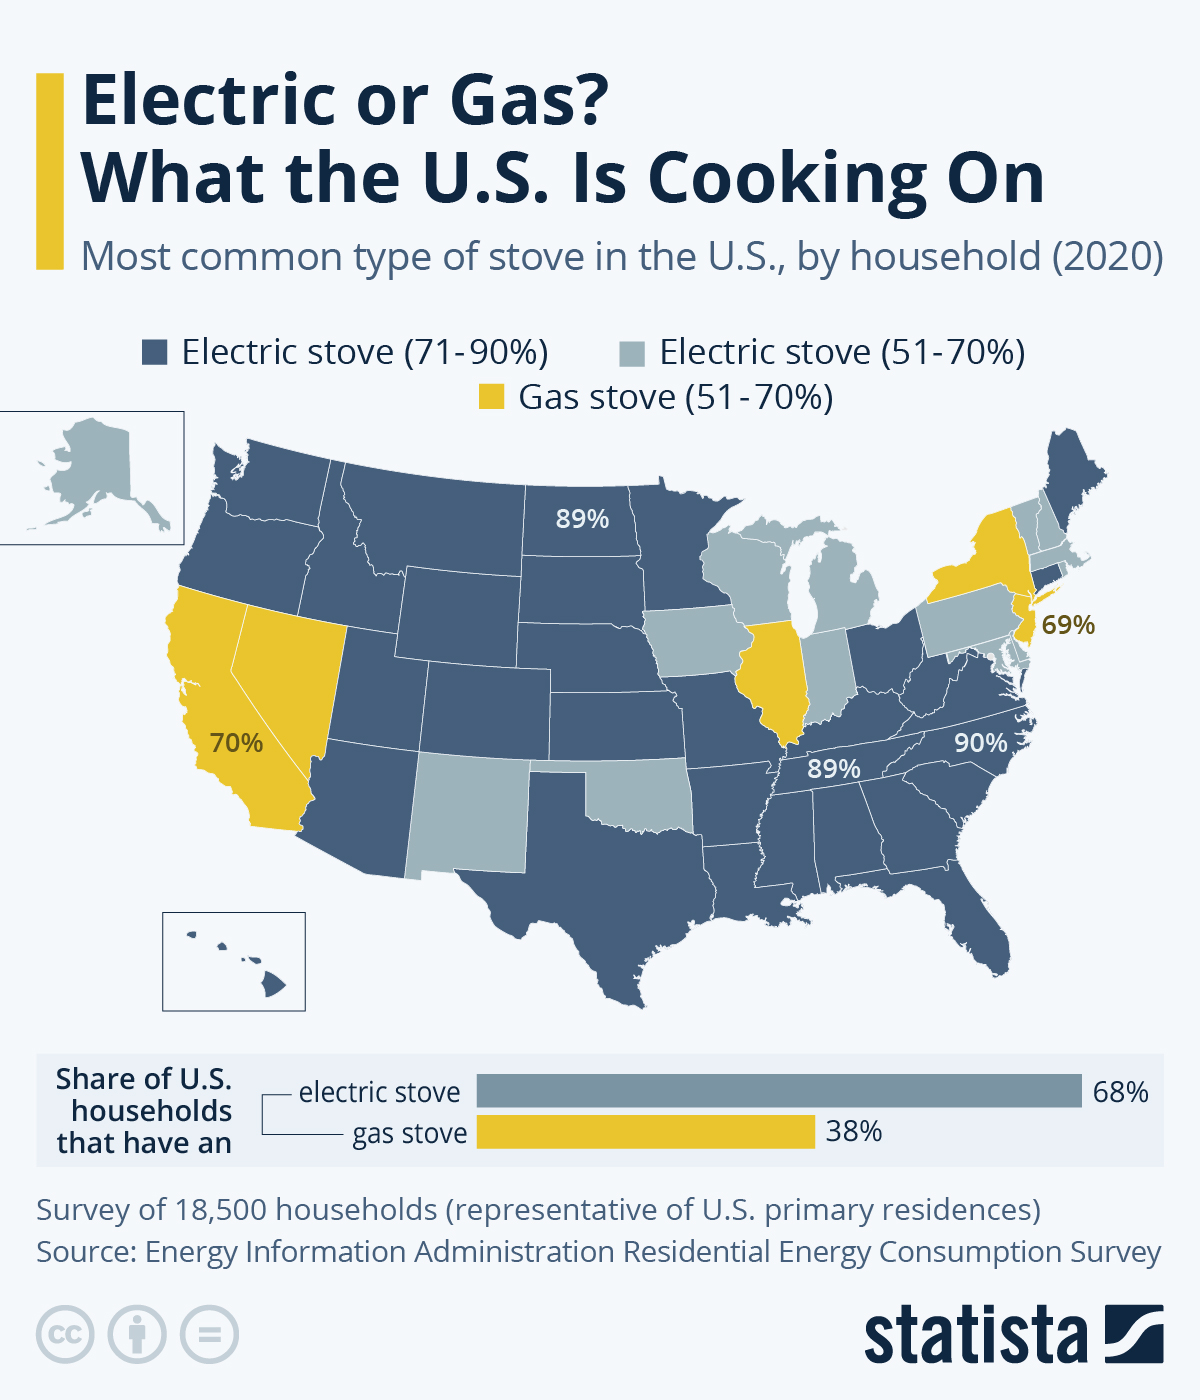 Electric or Gas?
What the U.S. Is Cooking On
Most common type of stove in the U.S., by household (2020)
Electric stove (71-90%)
Electric stove (51-70%)
Gas stove (51-70%)
89%
69%
70%
90%
89%
Share of U.S.
households
that have an
electric stove
68%
gas stove
38%
Survey of 18,500 households (representative of U.S. primary residences)
Source: Energy Information Administration Residential Energy Consumption Survey
cc
statista